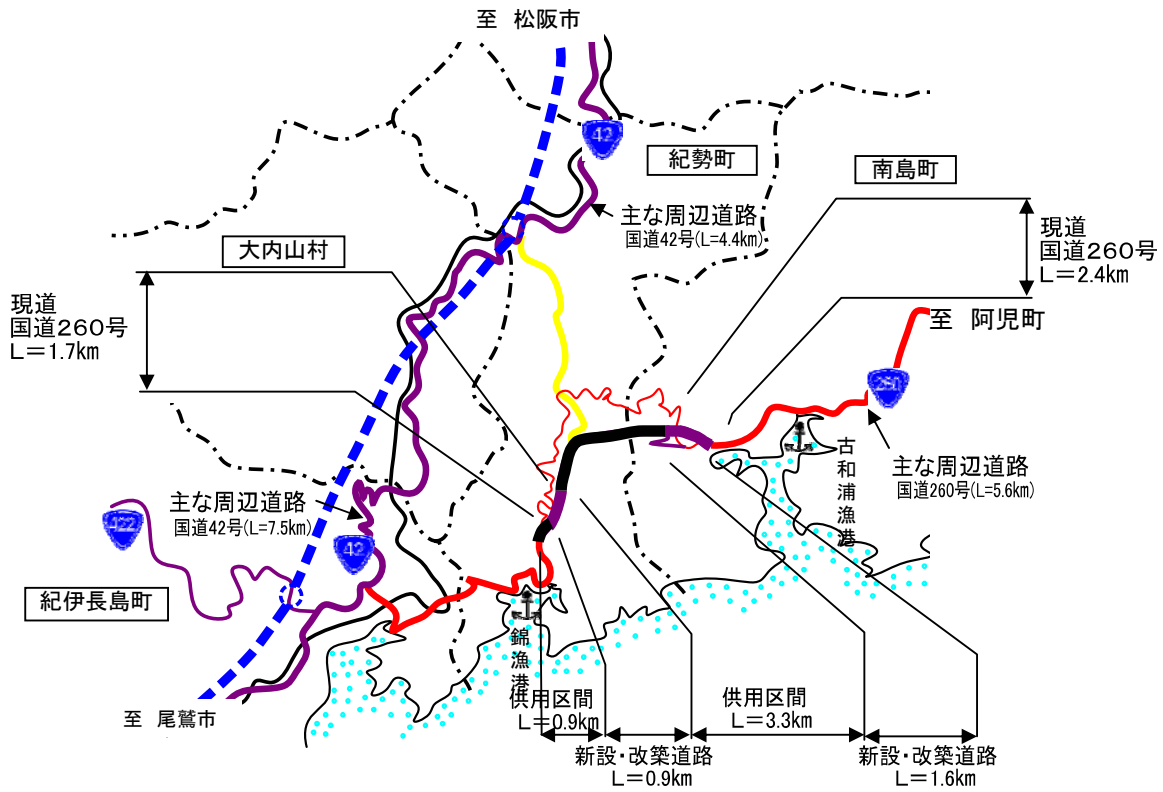 至 松阪市
42
紀勢町
南島町
主な周辺道路
国道42号(L=4.4km)
大内山村
現道
国道260号
L=2.4km
現道
国道260号
L=1.7km
至 阿児町
古和浦漁港
主な周辺道路
国道260号(L=5.6km)
主な周辺道路
国道42号(L=7.5km)
422
42
紀伊長島町
錦漁港
至 尾鷲市
供用区間
L=0.9km
供用区間
L=3.3km
新設・改築道路
L=0.9km
新設・改築道路
L=1.6km